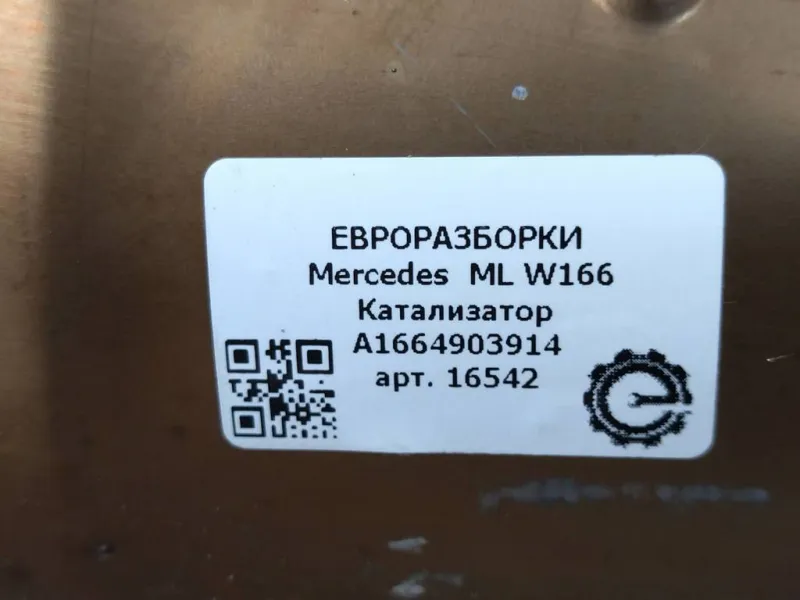 ЕВРОРАЗБОРКИ
Mercedes ML W166
Катализатор
A1664903914
арт. 16542